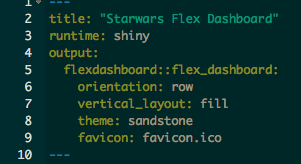 1 ---
2 title: "Starwars Flex Dashboard"
3 runtime: shiny
4 output:
5 flexdashboard::flex_dashboard:
6 orientation: row
7 vertical_layout: fill
8 theme: sandstone
9 favicon: favicon.ico
10 ---